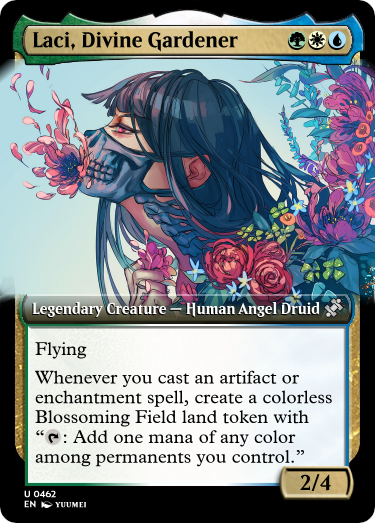 Laci, Divine Gardener
Legendary Creature — Human Angel Druid
Flying
Whenever you cast an artifact or
enchantment spell, create a colorless
Blossoming Field land token with
“: Add one mana of any color
among permanents you control.”
2/4
U 0462
EN YUUMEI